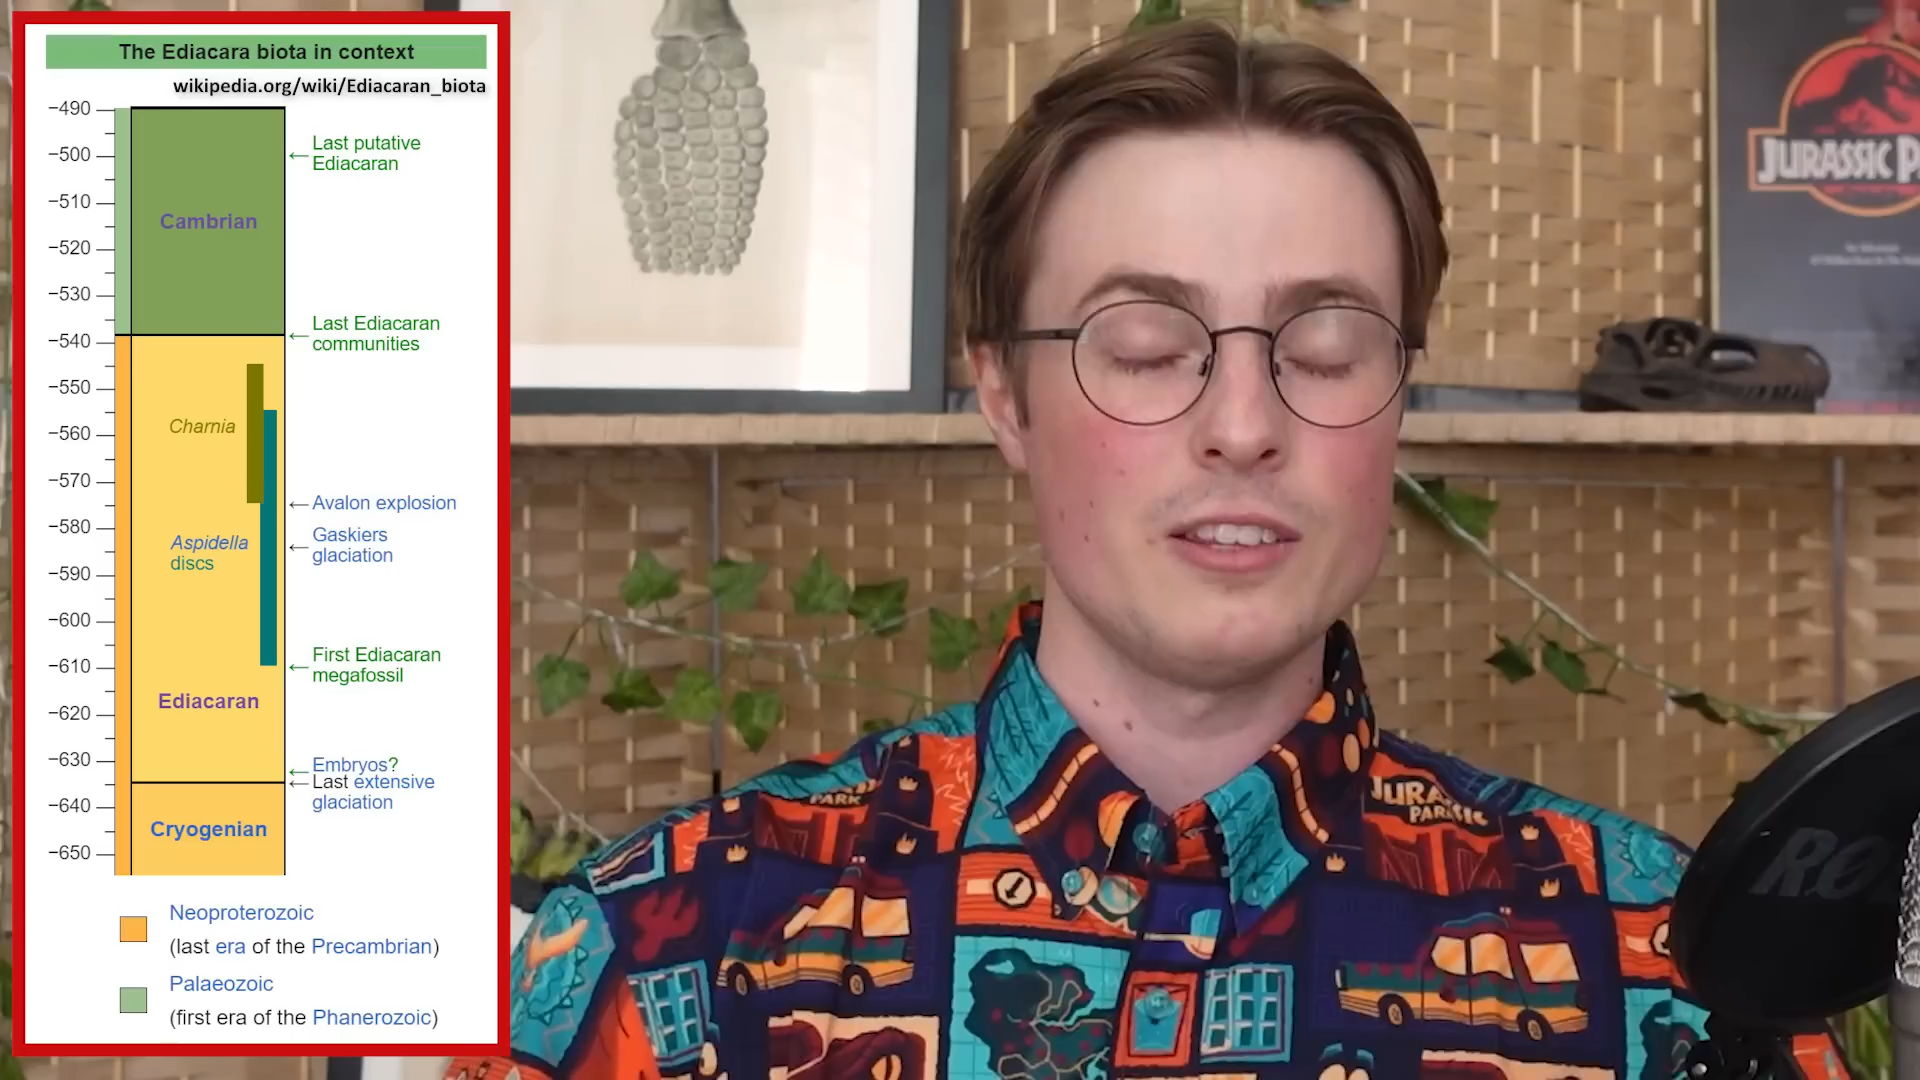 The Ediacara biota in context
wikipedia.org/wiki/Ediacaran_biota
−490
−500
−510
−520
−530
−540
−550
−560
−570
−580
−590
−600
−610
−620
−630
−640
−650
Cambrian
Charnia
Aspidella
discs
Ediacaran
Cryogenian
←Last putative
Ediacaran
←Last Ediacaran
communities
←Avalon explosion
←Gaskiers
glaciation
←First Ediacaran
megafossil
←Embryos?
←Last extensive
glaciation
Neoproterozoic
(last era of the Precambrian)
Palaeozoic
(first era of the Phanerozoic)
JURASSIC P
PARK
JURA
PARK